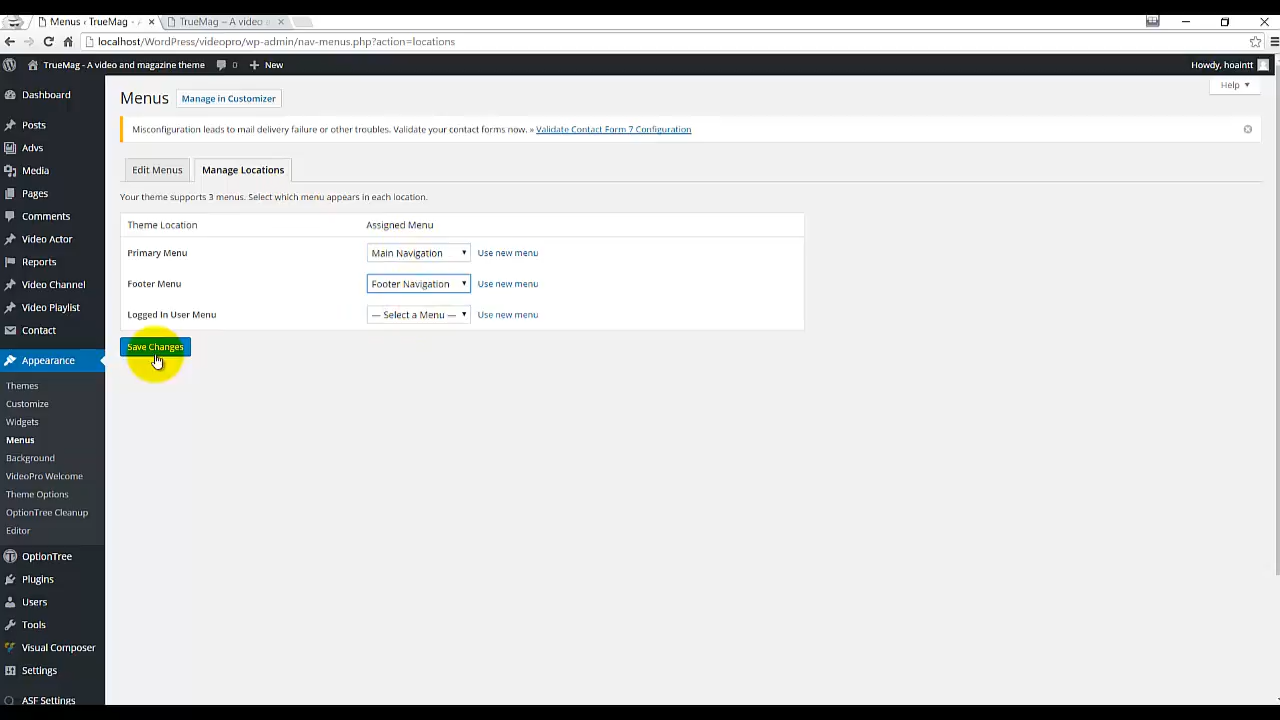 Menus ‹ TrueMag -
TrueMag – A video
localhost/WordPress/videopro/wp-admin/nav-menus.php?action=locations
TrueMag - A video and magazine theme
0
New
Howdy, hoaintt
Help
Menus
Manage in Customizer
Misconfiguration leads to mail delivery failure or other troubles. Validate your contact forms now. » Validate Contact Form 7 Configuration
Edit Menus
Manage Locations
Your theme supports 3 menus. Select which menu appears in each location.
Theme Location
Assigned Menu
Primary Menu
Main Navigation
Use new menu
Footer Menu
Footer Navigation
Use new menu
Logged In User Menu
— Select a Menu —
Use new menu
Save Changes
Dashboard
Posts
Advs
Media
Pages
Comments
Video Actor
Reports
Video Channel
Video Playlist
Contact
Appearance
Themes
Customize
Widgets
Menus
Background
VideoPro Welcome
Theme Options
OptionTree Cleanup
Editor
OptionTree
Plugins
Users
Tools
Visual Composer
Settings
ASF Settings